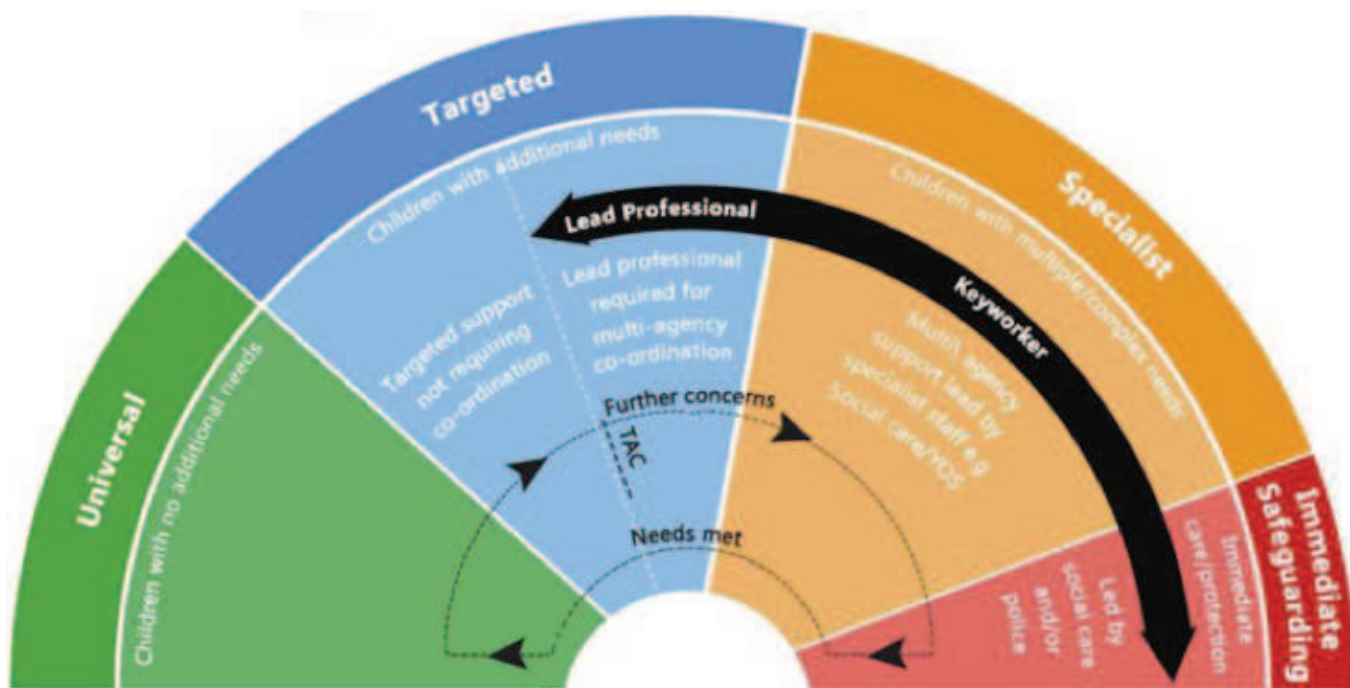 Universal
Children with no additional needs
Targeted
Children with additional needs
Targeted support
not requiring
co-ordination
Lead professional
required for
multi-agency
co-ordination
Lead Professional
Keyworker
Further concerns
TAC
Needs met
Specialist
Children with multiple/complex needs
Multi agency
support lead by
specialist staff e.g
Social care/YOS
Immediate
Safeguarding
Immediate
care/protection
Led by
social care
and/or
police